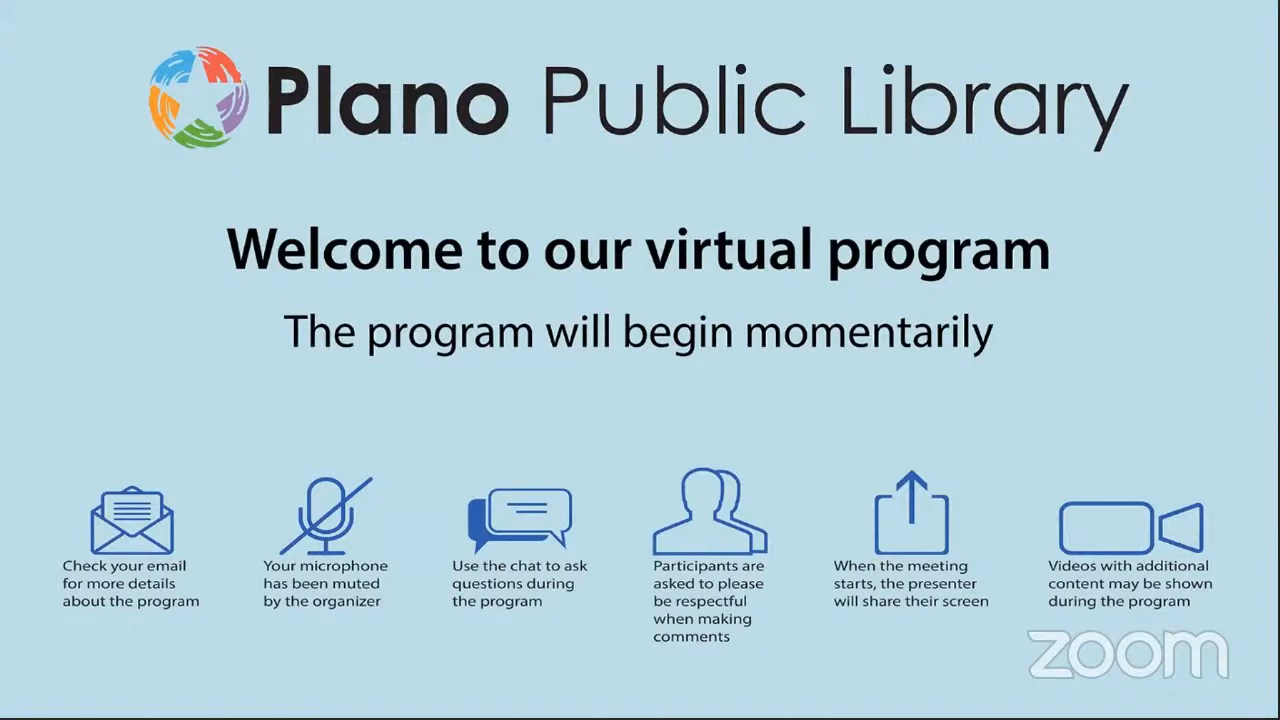 Plano Public Library
Welcome to our virtual program
The program will begin momentarily
Check your email
for more details
about the program
Your microphone
has been muted
by the organizer
Use the chat to ask
questions during
the program
Participants are
asked to please
be respectful
when making
comments
When the meeting
starts, the presenter
will share their screen
Videos with additional
content may be shown
during the program
zoom